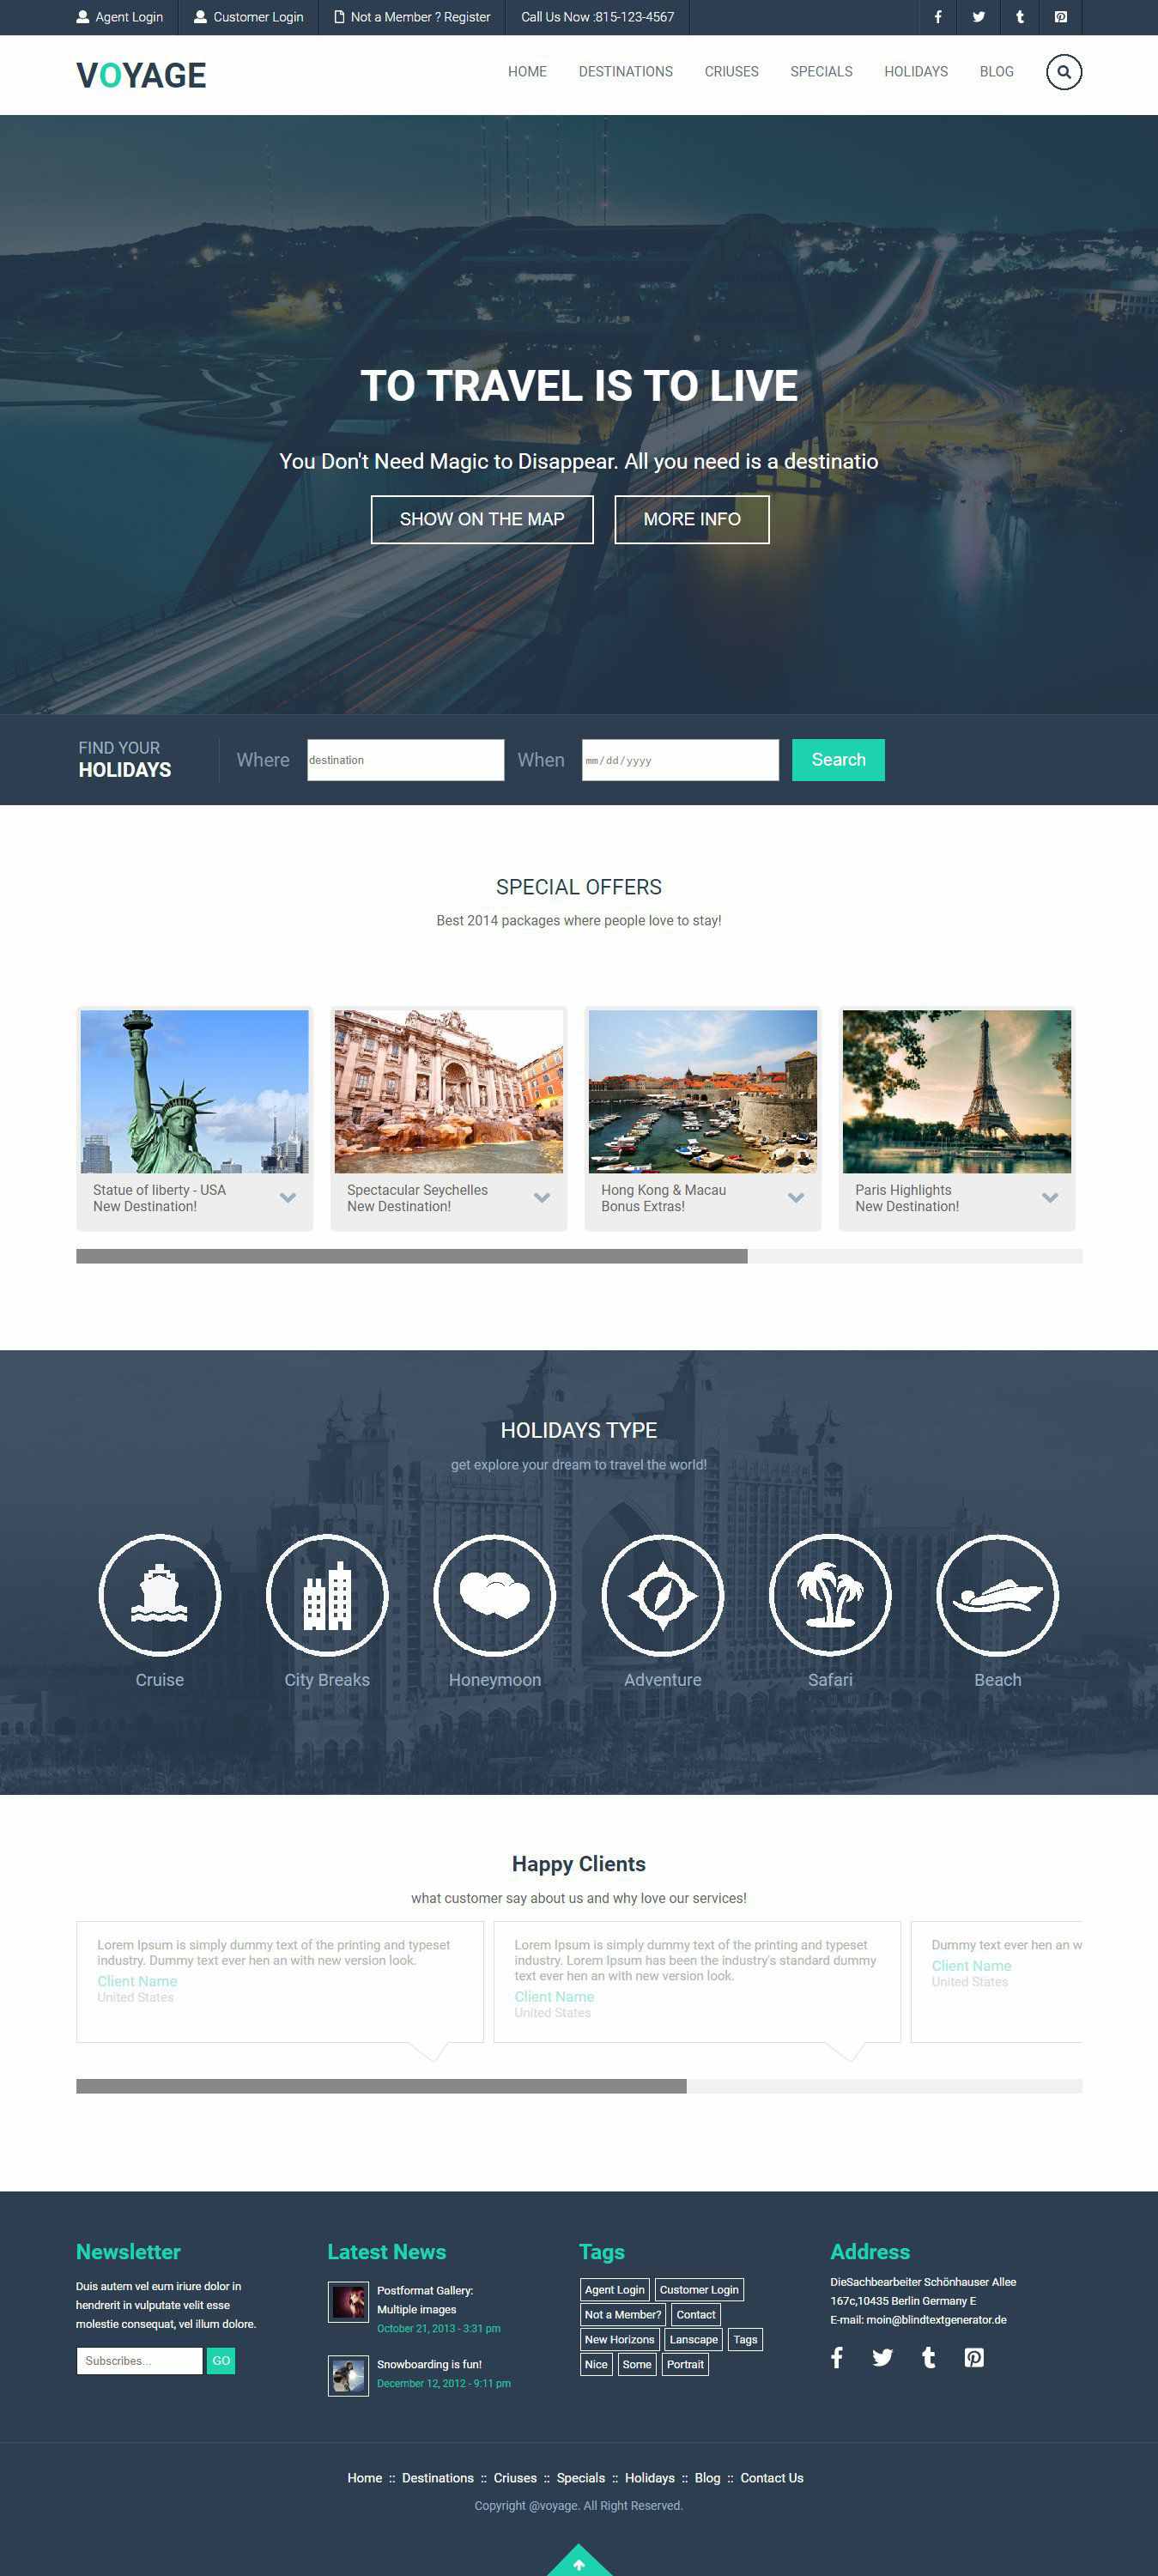 Agent Login
Customer Login
Not a Member ? Register
Call Us Now :815-123-4567
VOYAGE
HOME
DESTINATIONS
CRIUSES
SPECIALS
HOLIDAYS
BLOG
TO TRAVEL IS TO LIVE
You Don't Need Magic to Disappear. All you need is a destinatio
SHOW ON THE MAP
MORE INFO
FIND YOUR
HOLIDAYS
Where
destination
When
mm/dd/yyyy
Search
SPECIAL OFFERS
Best 2014 packages where people love to stay!
Statue of liberty - USA
New Destination!
Spectacular Seychelles
New Destination!
Hong Kong & Macau
Bonus Extras!
Paris Highlights
New Destination!
HOLIDAYS TYPE
get explore your dream to travel the world!
Cruise
City Breaks
Honeymoon
Adventure
Safari
Beach
Happy Clients
what customer say about us and why love our services!
Lorem Ipsum is simply dummy text of the printing and typeset
industry. Dummy text ever hen an with new version look.
Client Name
United States
Lorem Ipsum is simply dummy text of the printing and typeset
industry. Lorem Ipsum has been the industry's standard dummy
text ever hen an with new version look.
Client Name
United States
Dummy text ever hen an w
Client Name
United States
Newsletter
Duis autem vel eum iriure dolor in
hendrerit in vulputate velit esse
molestie consequat, vel illum dolore.
Subscribes...
GO
Latest News
Postformat Gallery:
Multiple images
October 21, 2013 - 3:31 pm
Snowboarding is fun!
December 12, 2012 - 9:11 pm
Tags
Agent Login
Customer Login
Not a Member?
Contact
New Horizons
Lanscape
Tags
Nice
Some
Portrait
Address
DieSachbearbeiter Schönhauser Allee
167c,10435 Berlin Germany E
E-mail: moin@blindtextgenerator.de
Home :: Destinations :: Criuses :: Specials :: Holidays :: Blog :: Contact Us
Copyright @voyage. All Right Reserved.